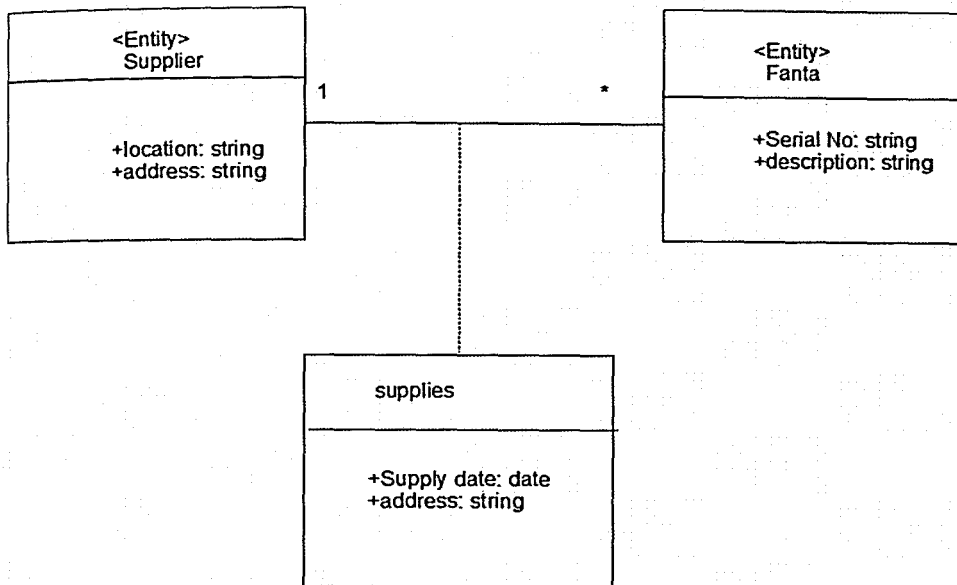 <Entity>
Supplier
+location: string
+address: string
1
*
<Entity>
Fanta
+Serial No: string
+description: string
supplies
+Supply date: date
+address: string